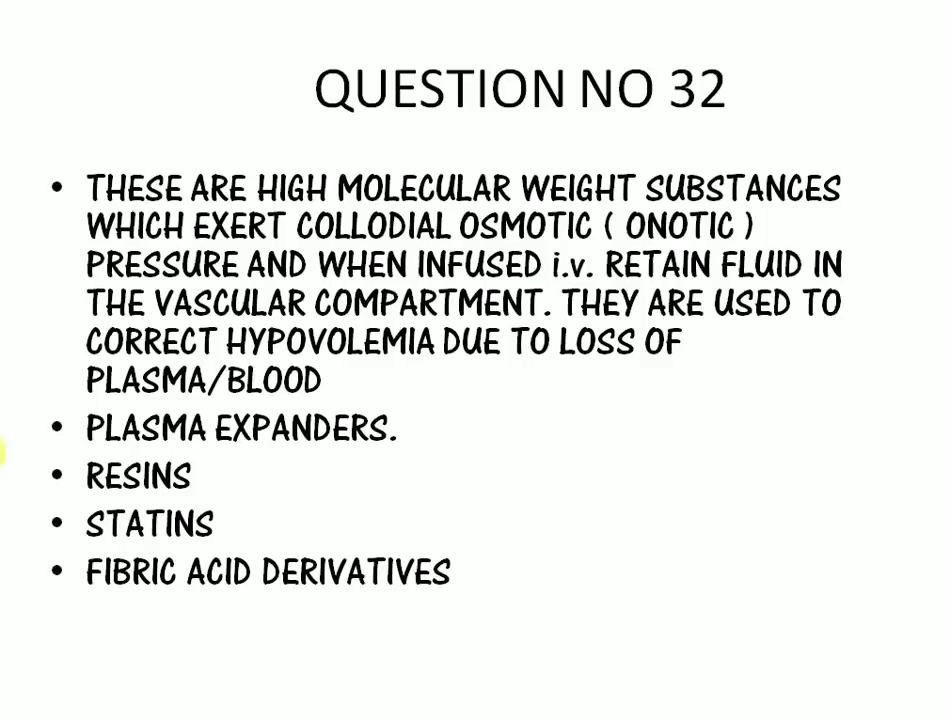 QUESTION NO 32
• THESE ARE HIGH MOLECULAR WEIGHT SUBSTANCES
WHICH EXERT COLLODIAL OSMOTIC ( ONOTIC )
PRESSURE AND WHEN INFUSED i.v. RETAIN FLUID IN
THE VASCULAR COMPARTMENT. THEY ARE USED TO
CORRECT HYPOVOLEMIA DUE TO LOSS OF
PLASMA/BLOOD
• PLASMA EXPANDERS.
• RESINS
• STATINS
• FIBRIC ACID DERIVATIVES